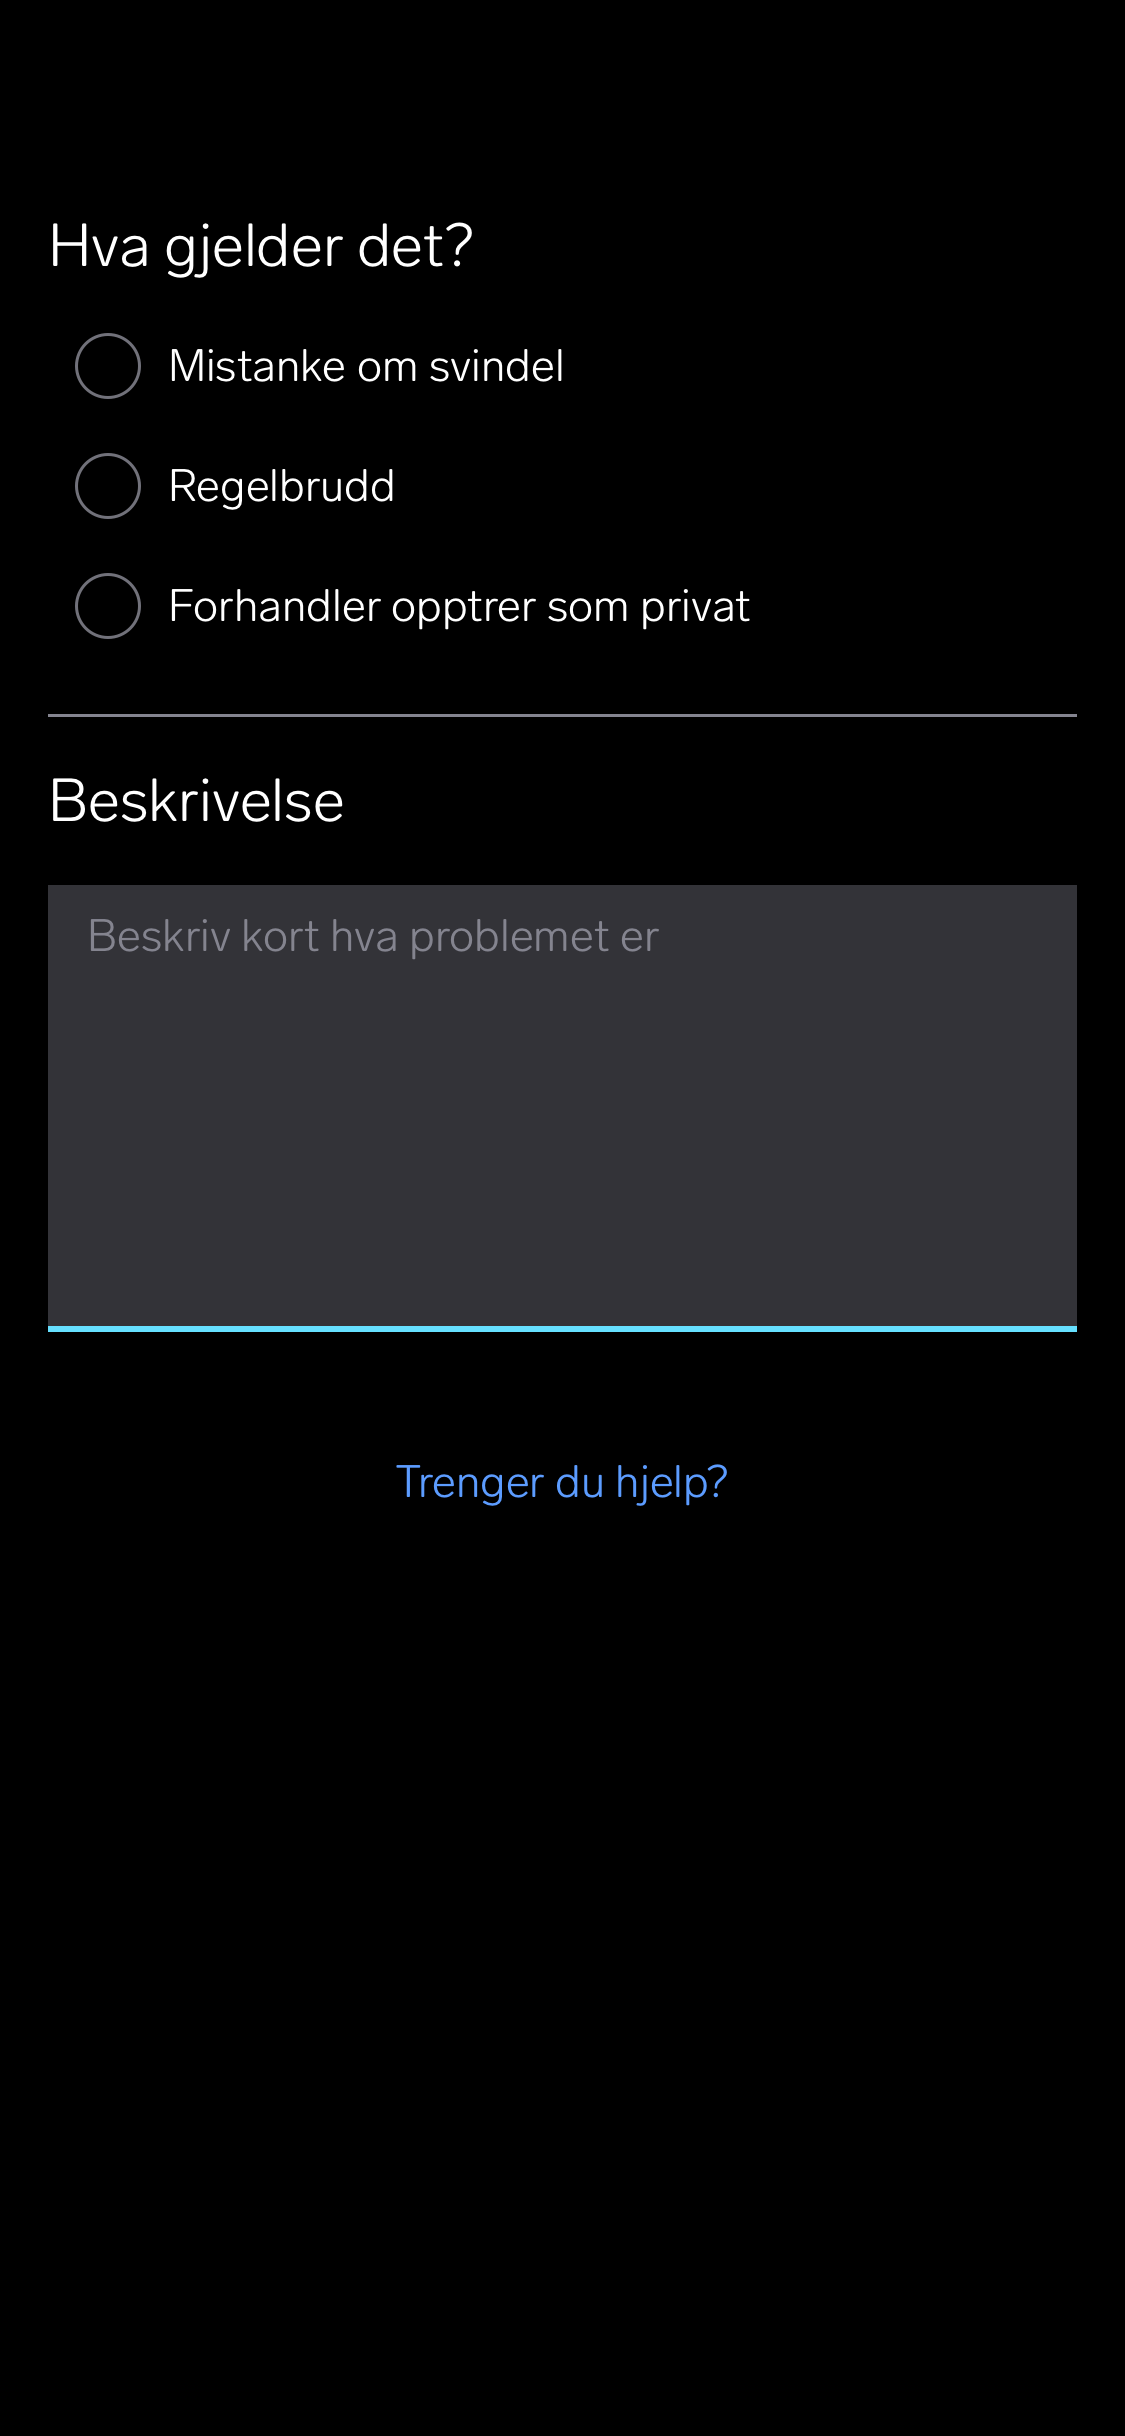 Hva gjelder det?
Mistanke om svindel
Regelbrudd
Forhandler opptrer som privat
Beskrivelse
Beskriv kort hva problemet er
Trenger du hjelp?